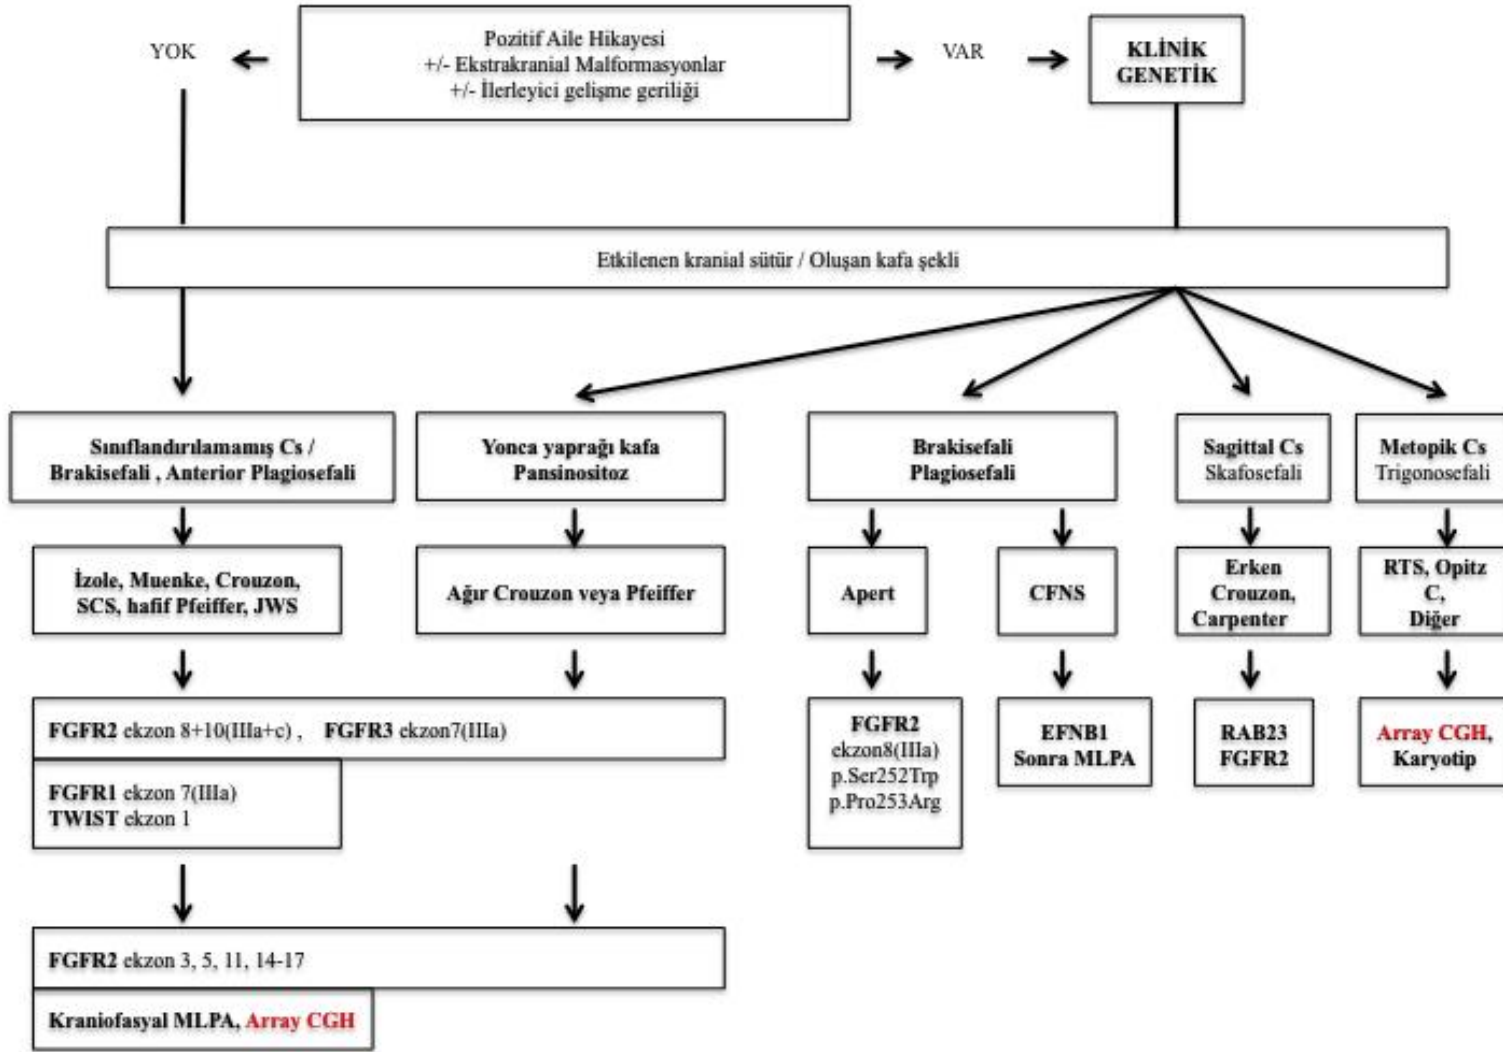 YOK
Pozitif Aile Hikayesi
+/- Ekstrakranial Malformasyonlar
+/- İlerleyici gelişme geriliği
VAR
KLİNİK
GENETİK
Etkilenen kranial sütür / Oluşan kafa şekli
Sınıflandırılamamış Cs /
Brakisefali , Anterior Plagiosefali
Yonca yaprağı kafa
Pansinositoz
Brakisefali
Plagiosefali
Sagittal Cs
Skafosefali
Metopik Cs
Trigonosefali
İzole, Muenke, Crouzon,
SCS, hafif Pfeiffer, JWS
Ağır Crouzon veya Pfeiffer
Apert
CFNS
Erken
Crouzon,
Carpenter
RTS, Opitz
C,
Diğer
FGFR2 ekzon 8+10(IIIa+c) , FGFR3 ekzon7(IIIa)
FGFR1 ekzon 7(IIIa)
TWIST ekzon 1
FGFR2
ekzon8(IIIa)
p.Ser252Trp
p.Pro253Arg
EFNB1
Sonra MLPA
RAB23
FGFR2
Array CGH,
Karyotip
FGFR2 ekzon 3, 5, 11, 14-17
Kraniofasyal MLPA, Array CGH